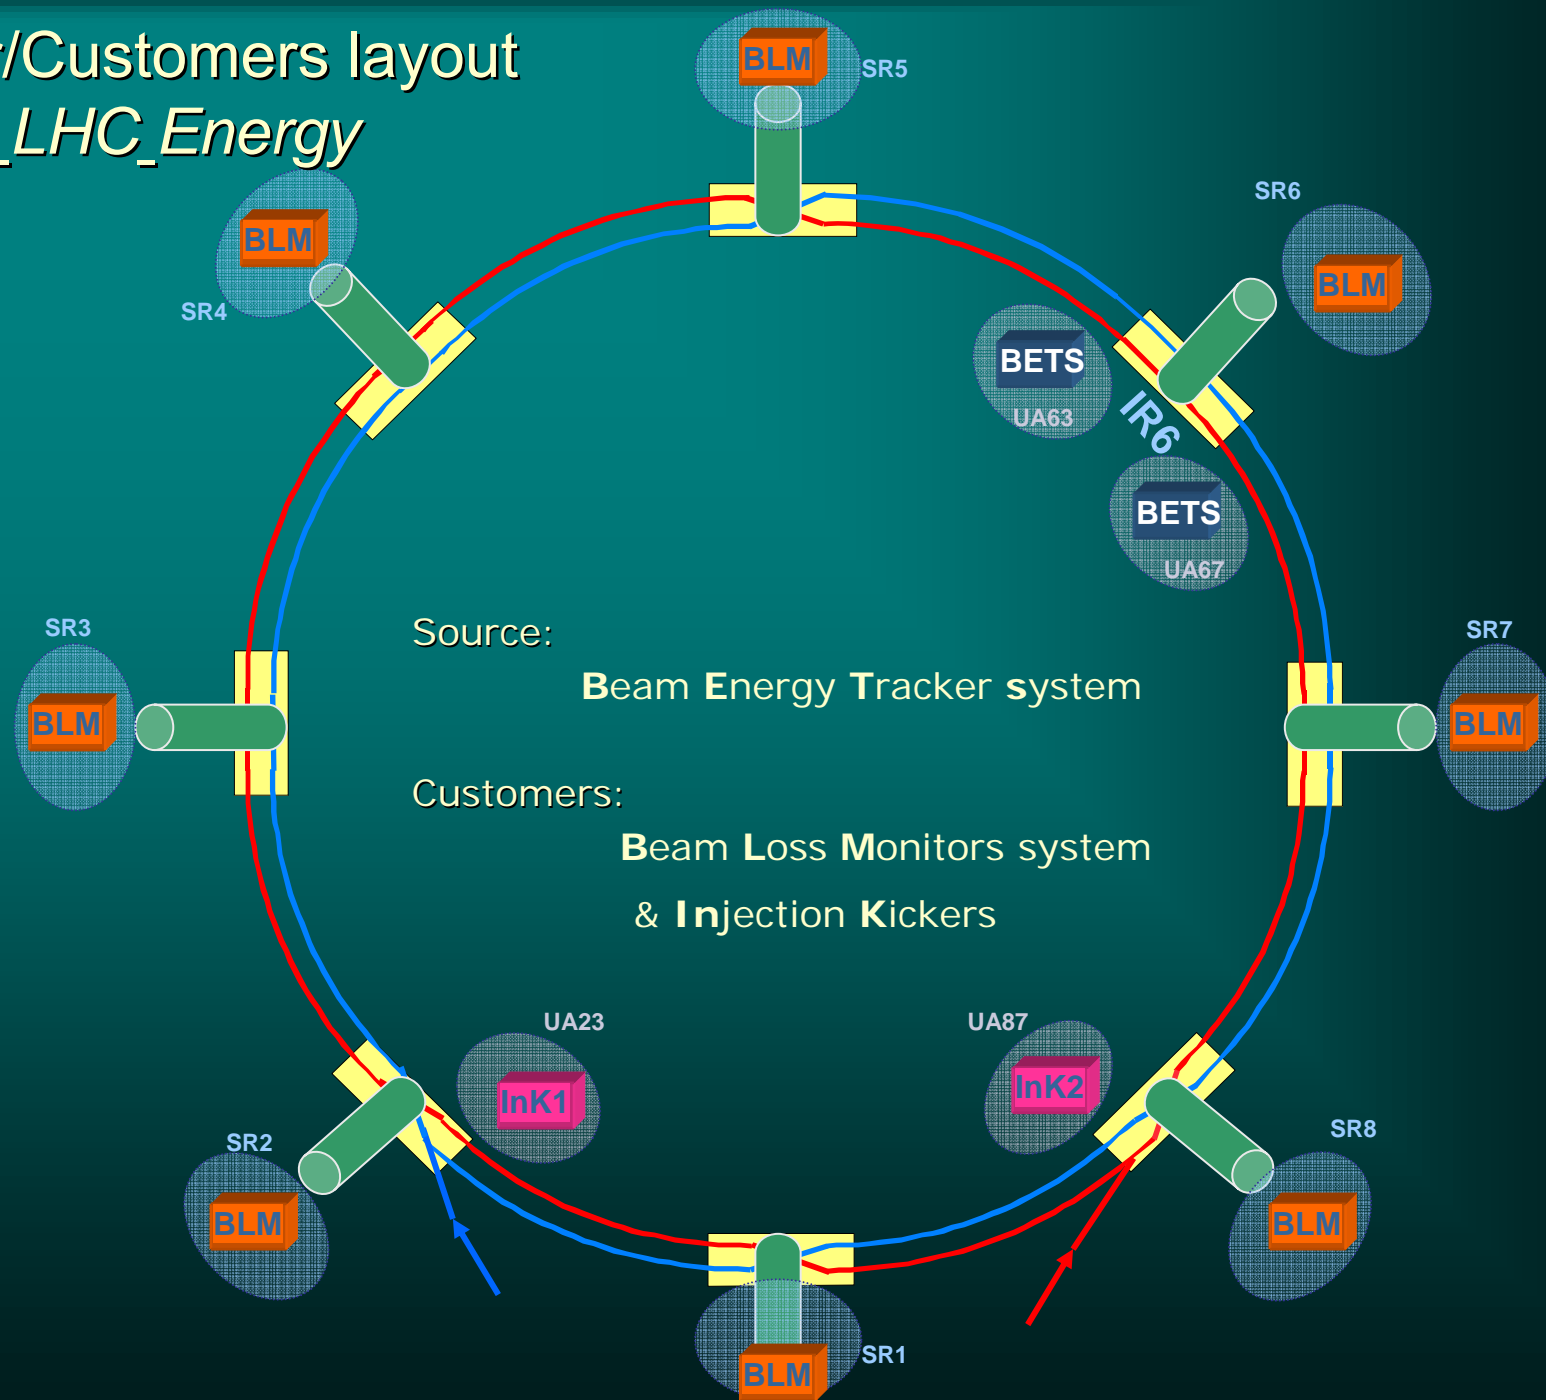 r/Customers layout
_LHC_Energy
BLM
SR5
BLM
SR4
SR6
BLM
BETS
UA63
IR6
BETS
UA67
SR3
BLM
SR7
BLM
Source:
Beam Energy Tracker system
Customers:
Beam Loss Monitors system
& Injection Kickers
UA23
InK1
UA87
InK2
SR2
BLM
SR8
BLM
SR1
BLM